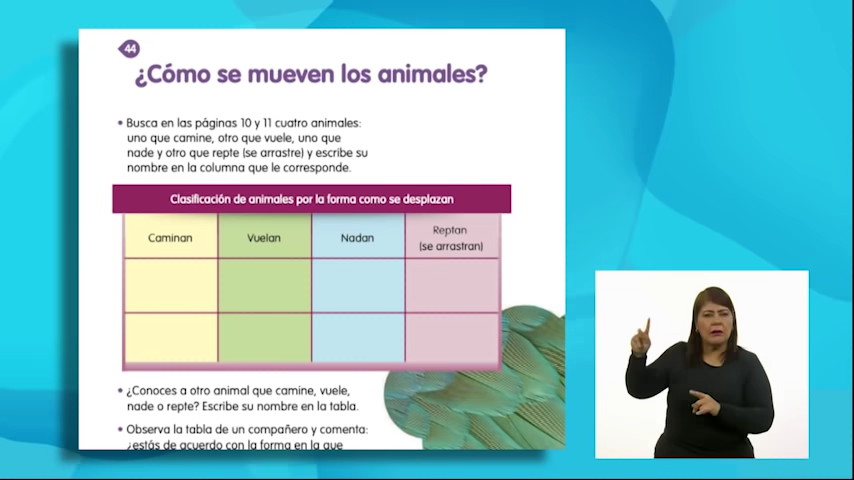 44
¿Cómo se mueven los animales?
• Busca en las páginas 10 y 11 cuatro animales:
uno que camine, otro que vuele, uno que
nade y otro que repte (se arrastre) y escribe su
nombre en la columna que le corresponde.
Clasificación de animales por la forma como se desplazan
Caminan
Vuelan
Nadan
Reptan
(se arrastran)
• ¿Conoces a otro animal que camine, vuele,
nade o repte? Escribe su nombre en la tabla.
• Observa la tabla de un compañero y comenta:
¿estás de acuerdo con la forma en la que